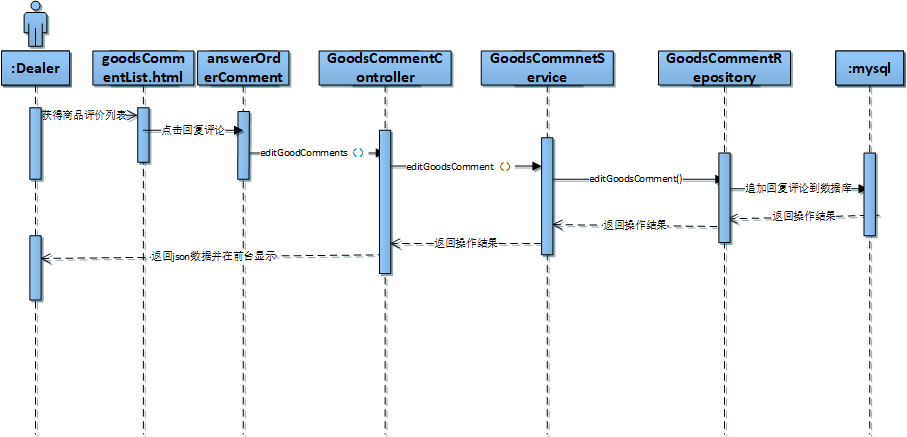 :Dealer
goodsComm
entList.html
answerOrd
erComment
GoodsCommentC
ontroller
GoodsCommnetS
ervice
GoodsCommentR
epository
:mysql
获得商品评价列表
点击回复评论
editGoodComments（）
editGoodsComment（）
editGoodsComment()
追加回复评论到数据库
返回操作结果
返回操作结果
返回操作结果
返回json数据并在前台显示